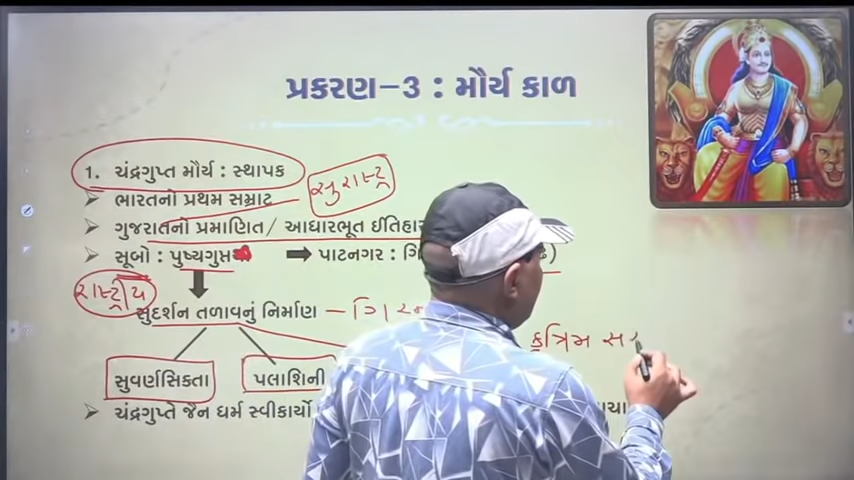 પ્રકરણ-3 : મૌર્ય કાળ
1. ચંદ્રગુપ્ત મૌર્ય : સ્થાપક
સુરાષ્ટ્ર
➤ ભારતનો પ્રથમ સમ્રાટ
➤ ગુજરાતનો પ્રમાણિત/ આધારભૂત
➤ સૂબો : પુષ્યગુપ્ત ➡ પાટનગર :
રાષ્ટ્રીય
સુદર્શન તળાવનું નિર્માણ –
કૃત્રિમ
સુવર્ણસિકતા પલાશિની
➤ ચંદ્રગુપ્તે જૈન ધર્મ સ્વીકાર્યો